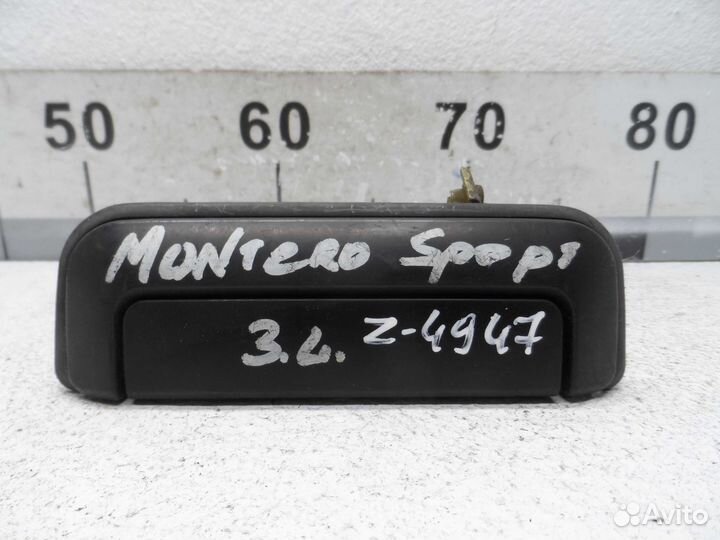 50 60 70 80
MONTERO SPOPT
3.L. Z-4947
Avito